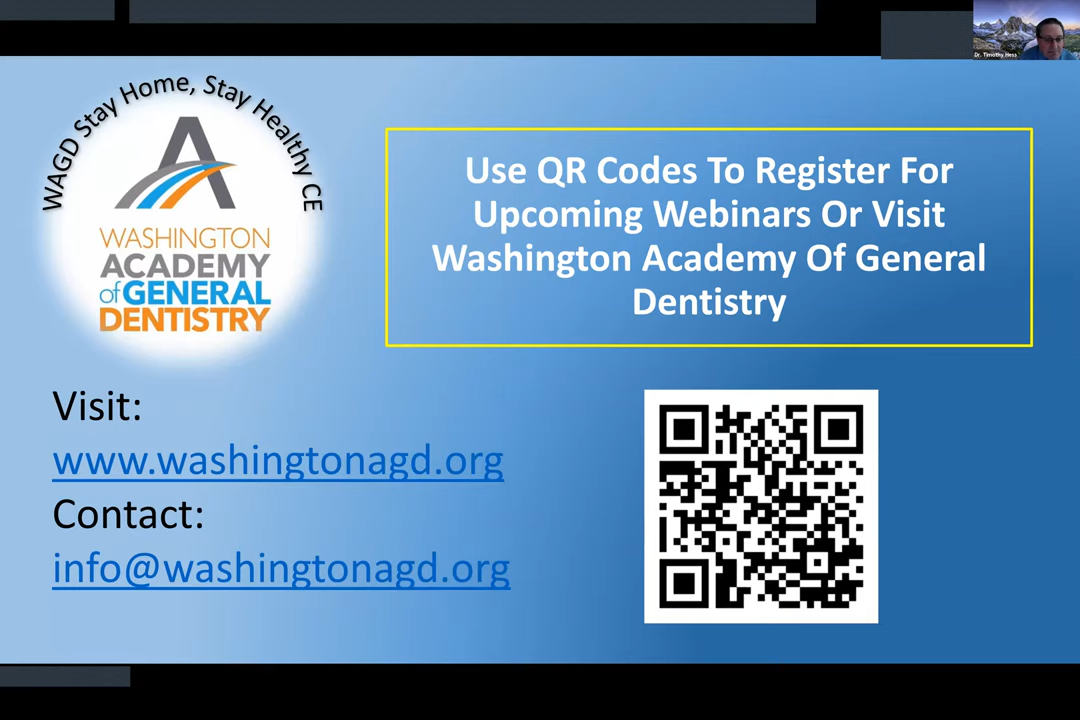 Dr. Timothy Hess
WAGD Stay Home, Stay Healthy CE
WASHINGTON
ACADEMY
of GENERAL
DENTISTRY
Use QR Codes To Register For
Upcoming Webinars Or Visit
Washington Academy Of General
Dentistry
Visit:
www.washingtonagd.org
Contact:
info@washingtonagd.org